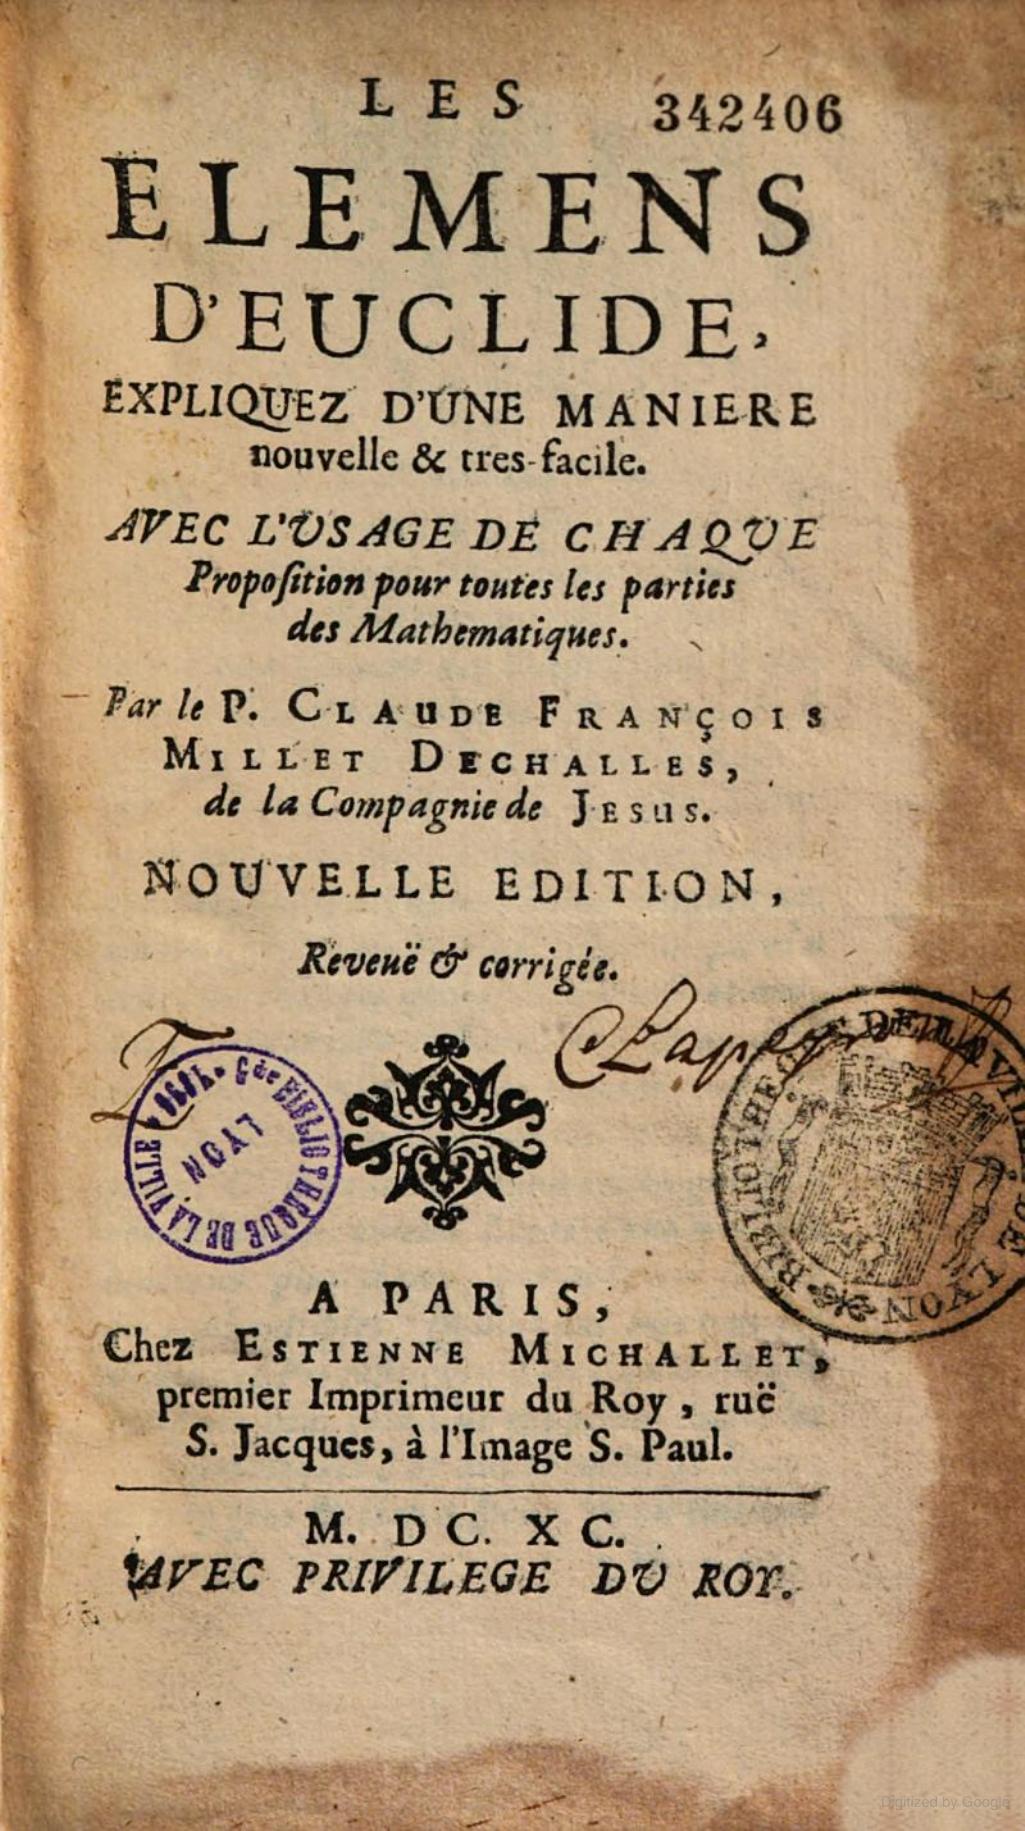 LES
342406
ELEMENS
D'EUCLIDE,
EXPLIQUEZ D'UNE MANIERE
nouvelle & tres-facile.
AVEC L'USAGE DE CHAQUE
Propoſition pour toutes les parties
des Mathematiques.
Par le P. CLAUDE FRANÇOIS
MILLET DECHALLES,
de la Compagnie de JESUS.
NOUVELLE EDITION,
Reveuë & corrigée.
BIBLIOTHEQUE DE LA VILLE
LYON
BIBLIOTHE DE LA VILLE DE LYON
A PARIS,
Chez ESTIENNE MICHALLET,
premier Imprimeur du Roy, ruë
S. Jacques, à l'Image S. Paul.
M. DC. XC.
AVEC PRIVILEGE DU ROY.
Digitized by Google